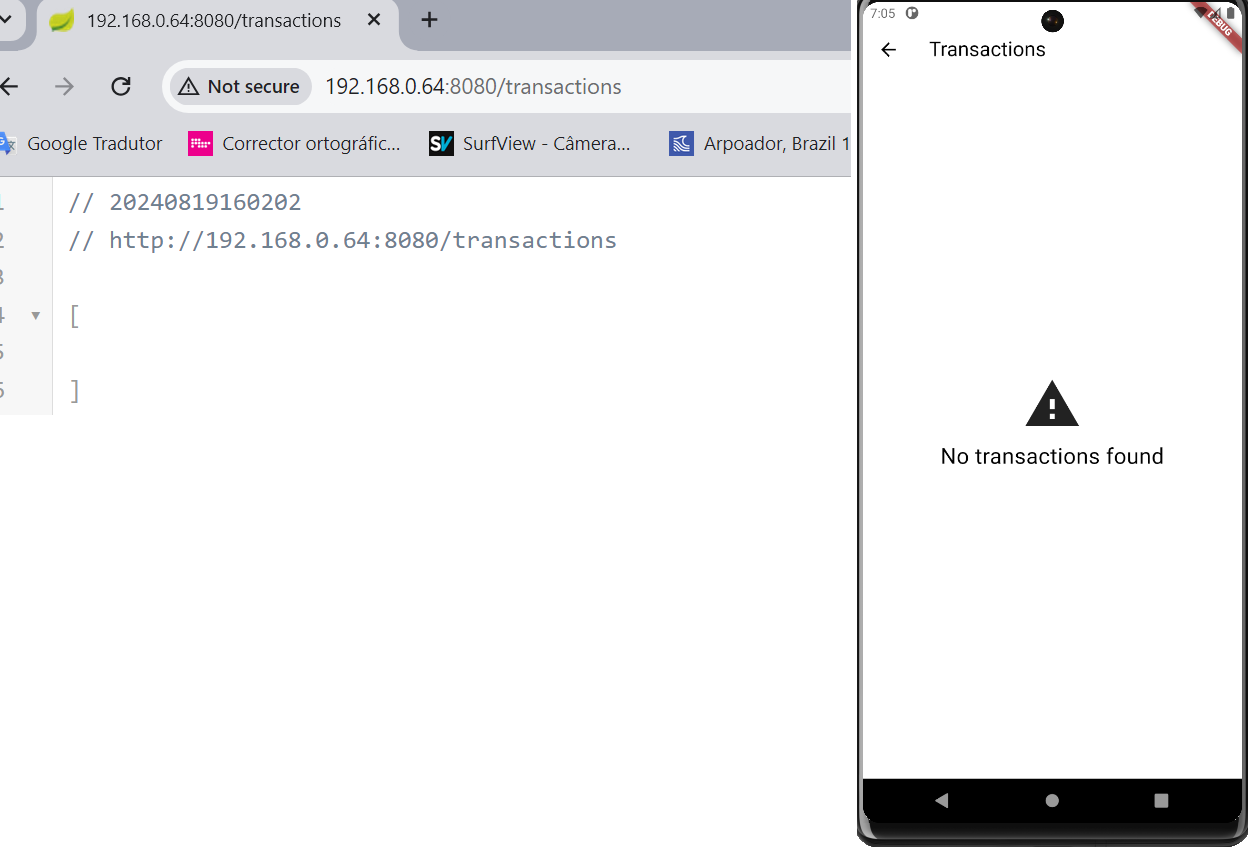 192.168.0.64:8080/transactions
Not secure
192.168.0.64:8080/transactions
Google Tradutor
Corrector ortográfic...
SV
SurfView - Câmera...
Arpoador, Brazil 1
// 20240819160202
2
// http://192.168.0.64:8080/transactions
3
4
[
5
6
]
7:05
DEBUG
Transactions
No transactions found